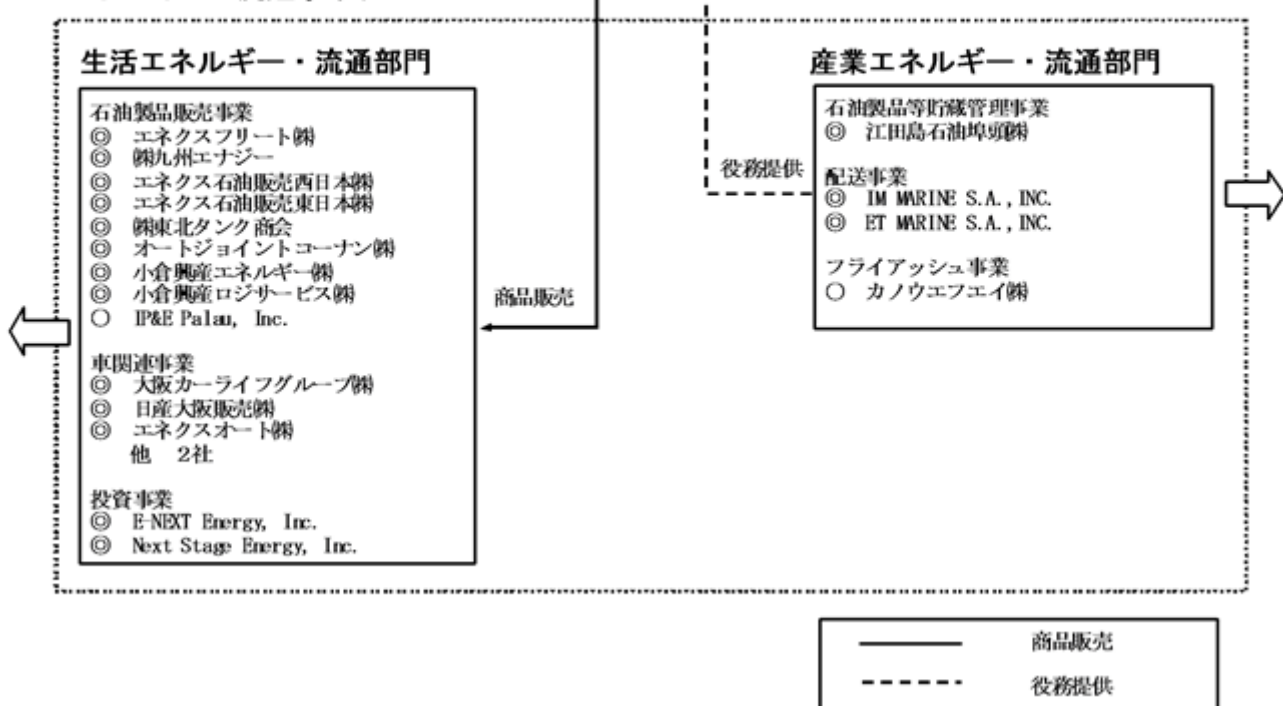 生活エネルギー・流通部門
石油製品販売事業
◎ エネクスフリート㈱
◎ ㈱九州エナジー
◎ エネクス石油販売西日本㈱
◎ エネクス石油販売東日本㈱
◎ ㈱東北タンク商会
◎ オートジョイントコーナン㈱
◎ 小倉興産エネルギー㈱
◎ 小倉興産ロジサービス㈱
○ IP&E Palau, Inc.
車関連事業
◎ 大阪カーライフグループ㈱
◎ 日産大阪販売㈱
◎ エネクスオート㈱
他 2社
投資事業
◎ E-NEXT Energy, Inc.
◎ Next Stage Energy, Inc.
商品販売
役務提供
産業エネルギー・流通部門
石油製品等貯蔵管理事業
◎ 江田島石油埠頭㈱
配送事業
◎ IM MARINE S.A.,INC.
◎ ET MARINE S.A.,INC.
フライアッシュ事業
○ カノウエフエイ㈱
商品販売
役務提供